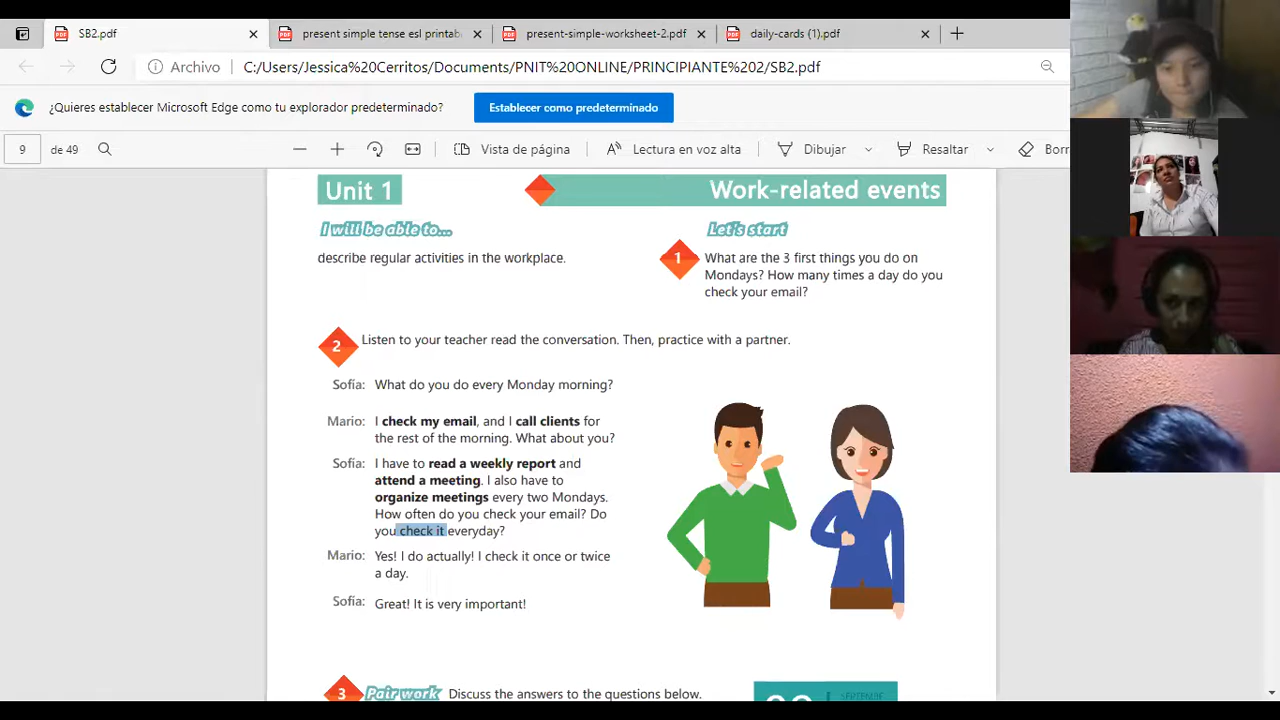 SB2.pdf
present simple tense esl printab
present-simple-worksheet-2.pdf
daily-cards (1).pdf
Archivo
C:/Users/Jessica%20Cerritos/Documents/PNIT%20ONLINE/PRINCIPIANTE%202/SB2.pdf
¿Quieres establecer Microsoft Edge como tu explorador predeterminado?
Establecer como predeterminado
9
de 49
Vista de página
Lectura en voz alta
Dibujar
Resaltar
Borr
Unit 1
Work-related events
I will be able to...
describe regular activities in the workplace.
Let's start
1
What are the 3 first things you do on
Mondays? How many times a day do you
check your email?
2
Listen to your teacher read the conversation. Then, practice with a partner.
Sofía: What do you do every Monday morning?
Mario: I check my email, and I call clients for
the rest of the morning. What about you?
Sofía: I have to read a weekly report and
attend a meeting. I also have to
organize meetings every two Mondays.
How often do you check your email? Do
you check it everyday?
Mario: Yes! I do actually! I check it once or twice
a day.
Sofía: Great! It is very important!
3
Pair work
Discuss the answers to the questions below.